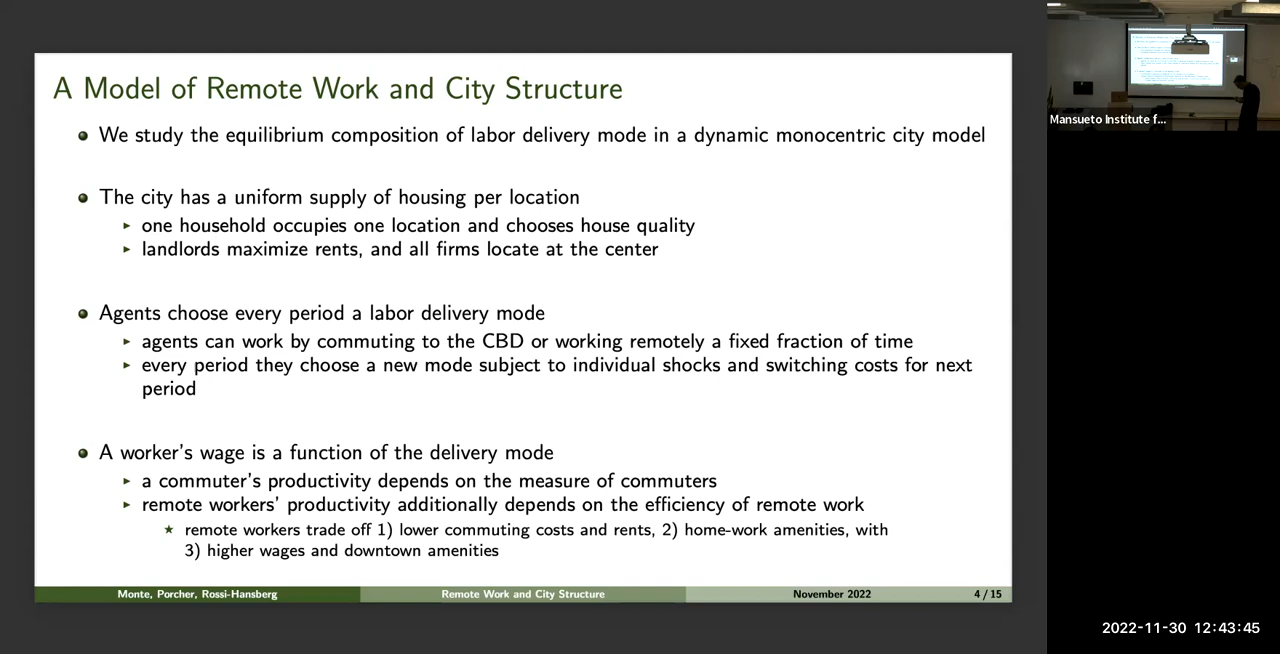 A Model of Remote Work and City Structure
We study the equilibrium composition of labor delivery mode in a dynamic monocentric city model
The city has a uniform supply of housing per location
one household occupies one location and chooses house quality
landlords maximize rents, and all firms locate at the center
Agents choose every period a labor delivery mode
agents can work by commuting to the CBD or working remotely a fixed fraction of time
every period they choose a new mode subject to individual shocks and switching costs for next
period
A worker's wage is a function of the delivery mode
a commuter's productivity depends on the measure of commuters
remote workers' productivity additionally depends on the efficiency of remote work
remote workers trade off 1) lower commuting costs and rents, 2) home-work amenities, with
3) higher wages and downtown amenities
Monte, Porcher, Rossi-Hansberg
Remote Work and City Structure
November 2022
4 / 15
Mansueto Institute f...
2022-11-30 12:43:45